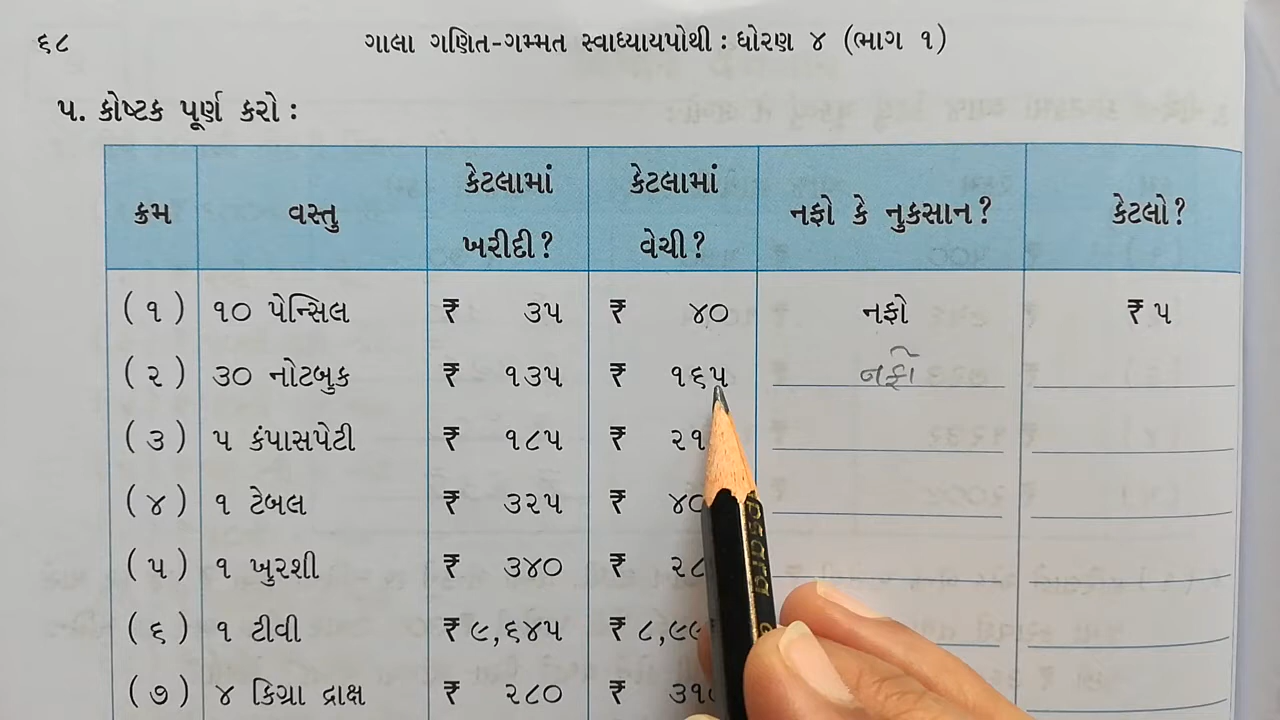 ૬૮ ગાલા ગણિત-ગમ્મત સ્વાધ્યાયપોથી : ધોરણ ૪ (ભાગ ૧)
૫. કોષ્ટક પૂર્ણ કરો :
ક્રમ વસ્તુ કેટલામાં ખરીદી? કેટલામાં વેચી? નફો કે નુકસાન? કેટલો?
(૧) ૧૦ પેન્સિલ ₹ ૩૫ ₹ ૪૦ નફો ₹ ૫
(૨) ૩૦ નોટબુક ₹ ૧૩૫ ₹ ૧૬૫ નફો
(૩) ૫ કંપાસપેટી ₹ ૧૮૫ ₹
(૪) ૧ ટેબલ ₹ ૩૨૫ ₹
(૫) ૧ ખુરશી ₹ ૩૪૦ ₹
(૬) ૧ ટીવી ₹ ૯,૬૪૫ ₹
(૭) ૪ કિગ્રા દ્રાક્ષ ₹ ૨૮૦ ₹